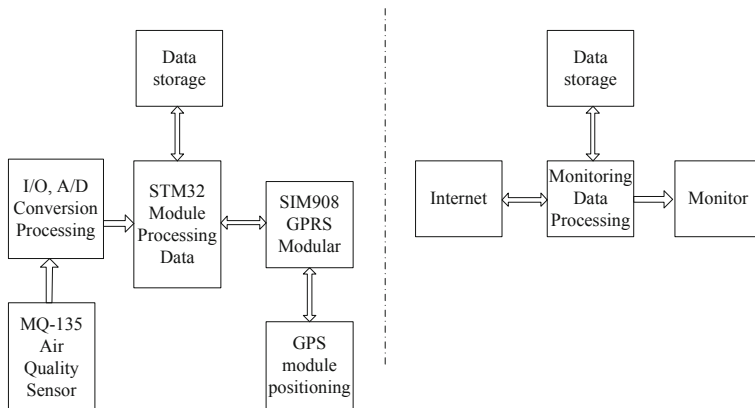 Data
storage
I/O, A/D
Conversion
Processing
STM32
Module
Processing
Data
SIM908
GPRS
Modular
MQ-135
Air
Quality
Sensor
GPS
module
positioning
Data
storage
Internet
Monitoring
Data
Processing
Monitor